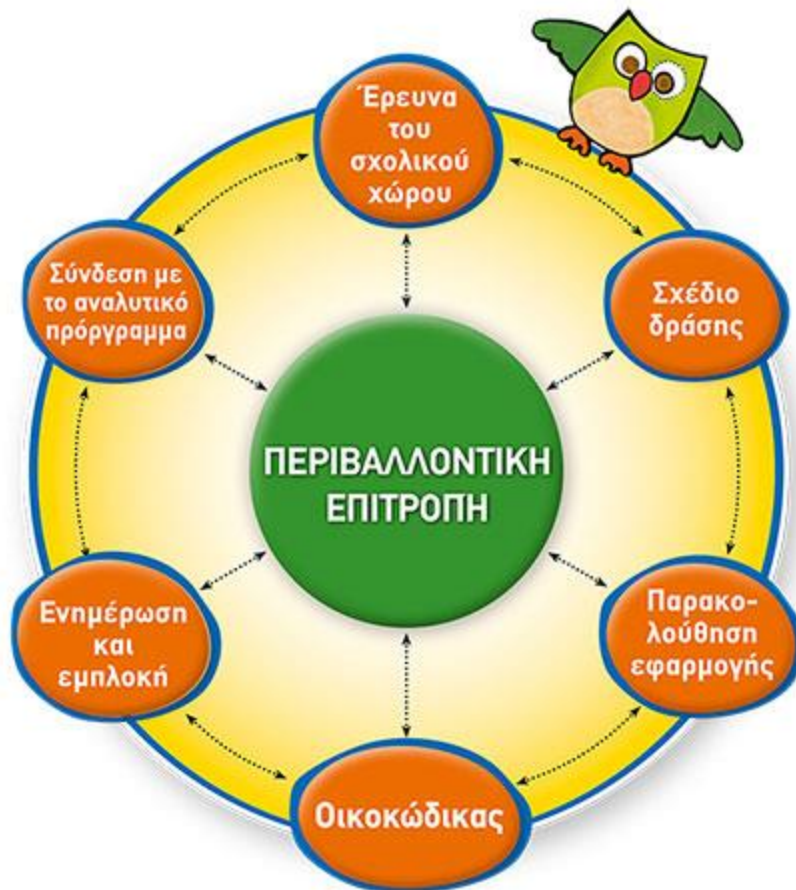 Έρευνα
του
σχολικού
χώρου
Σχέδιο
δράσης
Παρακο-
λούθηση
εφαρμογής
Οικοκώδικας
Ενημέρωση
και
εμπλοκή
Σύνδεση με
το αναλυτικό
πρόργραμμα
ΠΕΡΙΒΑΛΛΟΝΤΙΚΗ
ΕΠΙΤΡΟΠΗ